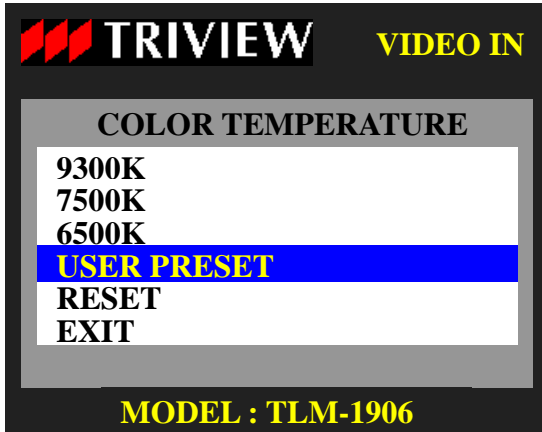 TRIVIEW VIDEO IN
COLOR TEMPERATURE
9300K
7500K
6500K
USER PRESET
RESET
EXIT
MODEL : TLM-1906